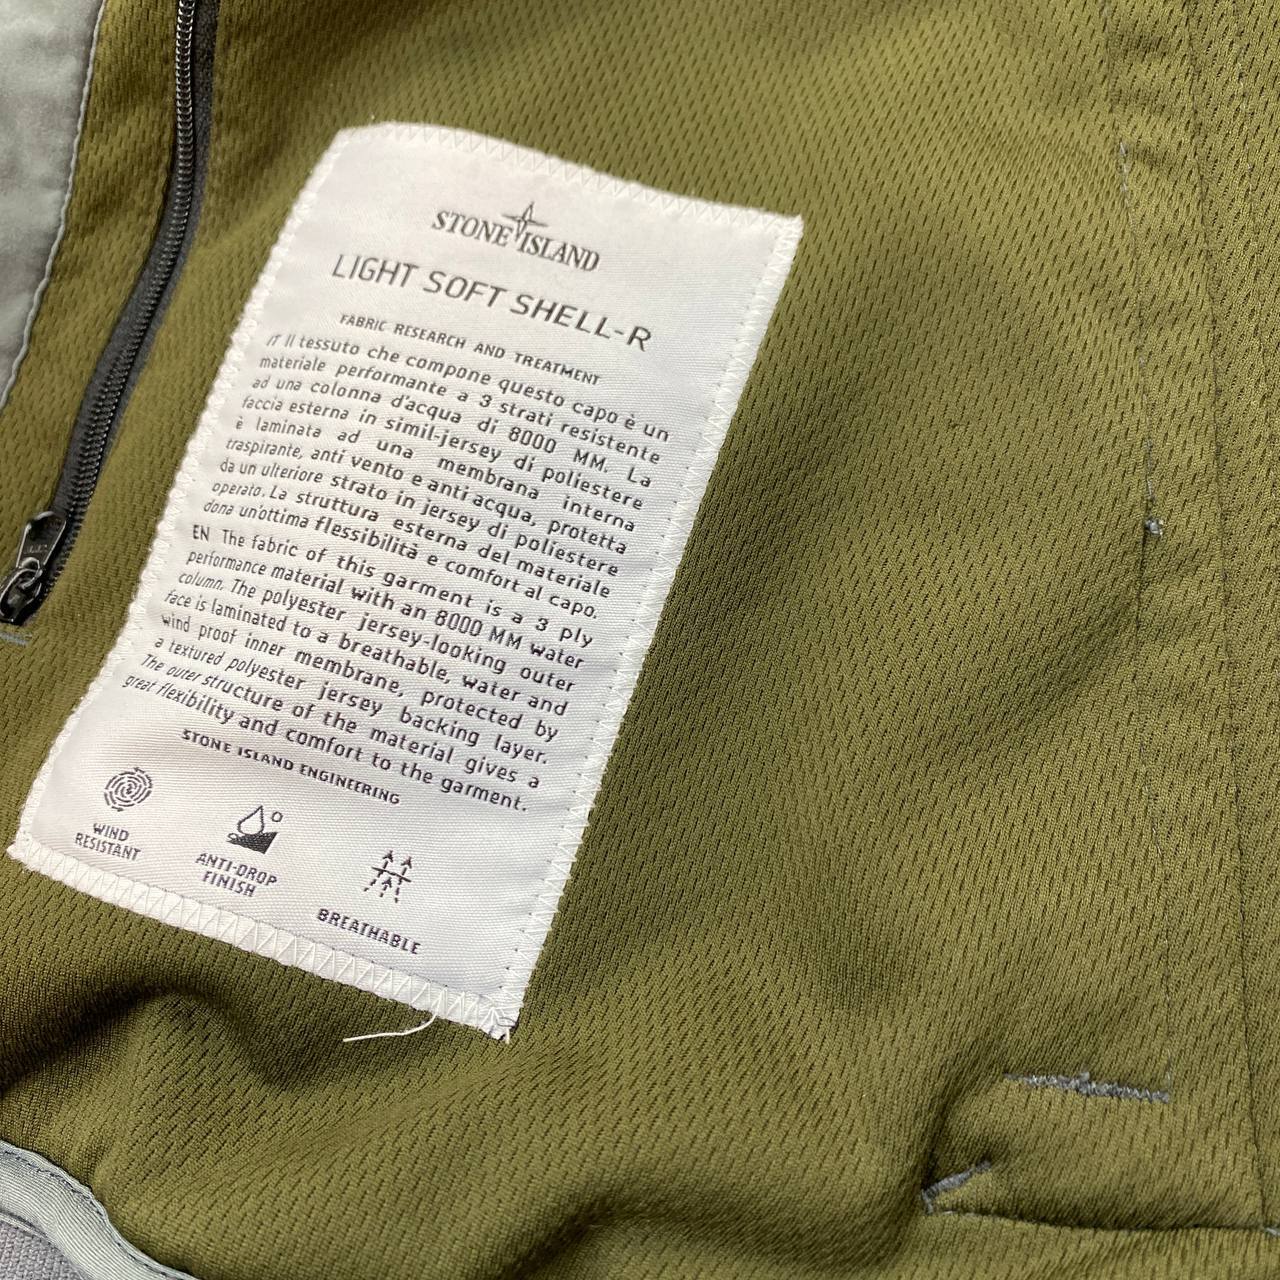 STONE ISLAND
LIGHT SOFT SHELL-R
FABRIC RESEARCH AND TREATMENT
IT Il tessuto che compone questo capo è un
materiale performante a 3 strati resistente
ad una colonna d'acqua di 8000 MM. La
faccia esterna in simil-jersey di poliestere
è laminata ad una membrana interna
traspirante, anti vento e anti acqua, protetta
da un ulteriore strato in jersey di poliestere
operato. La struttura esterna del materiale
dona un'ottima flessibilità e comfort al capo.
EN The fabric of this garment is a 3 ply
performance material with an 8000 MM water
column. The polyester jersey-looking outer
face is laminated to a breathable, water and
wind proof inner membrane, protected by
a textured polyester jersey backing layer.
The outer structure of the material gives a
great flexibility and comfort to the garment.
STONE ISLAND ENGINEERING
WIND
RESISTANT
ANTI-DROP
FINISH
BREATHABLE